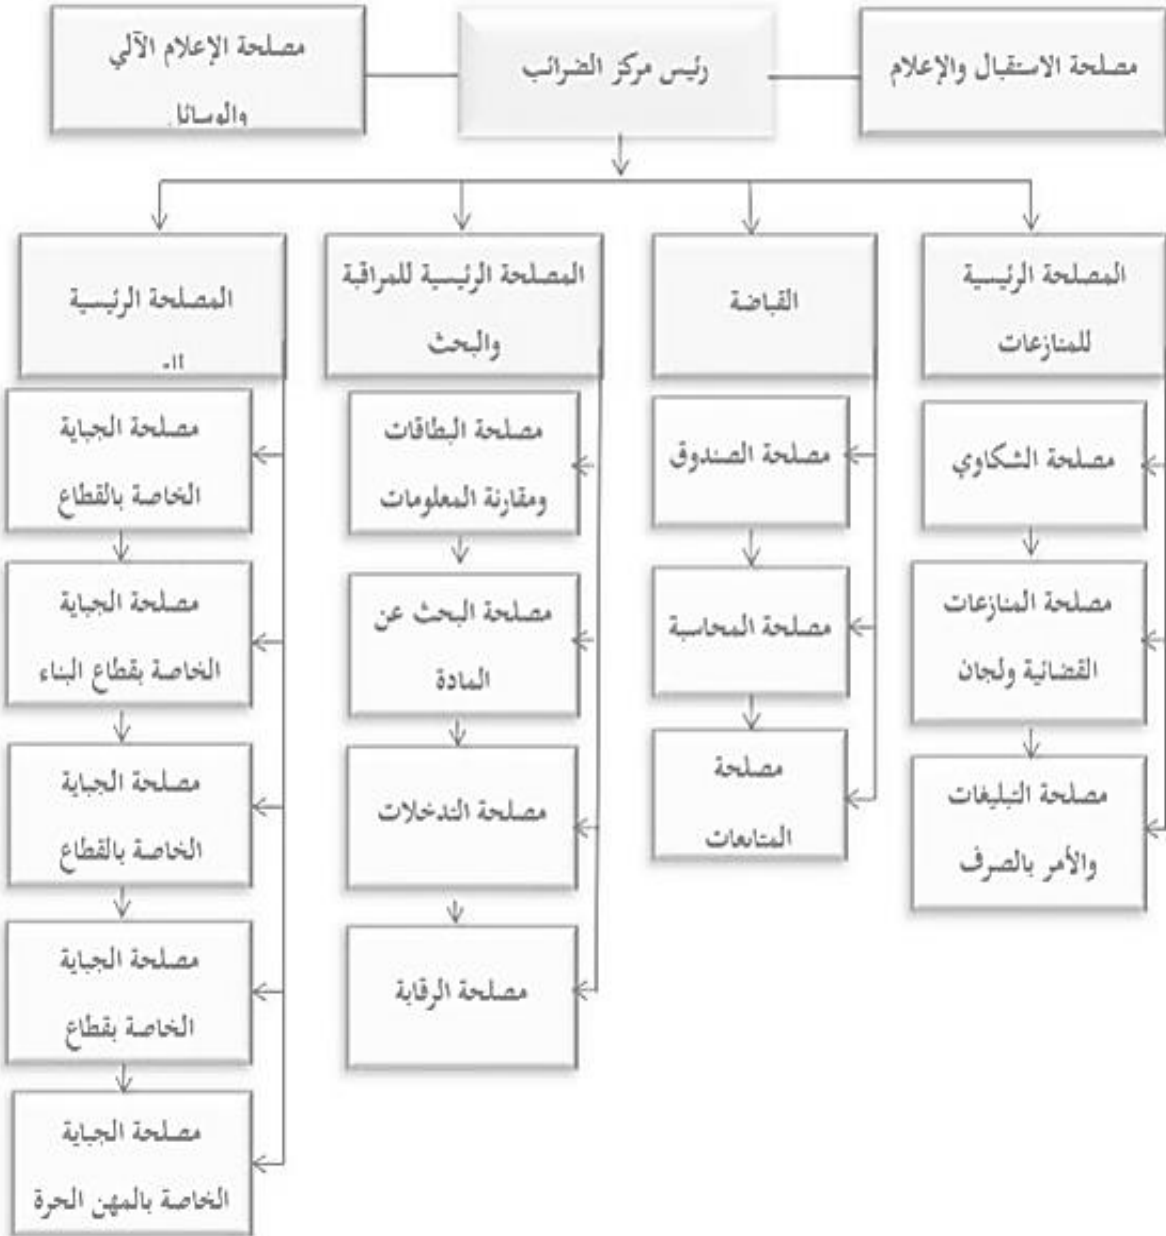 مصلحة الاستقبال والإعلام
رئيس مركز الضرائب
مصلحة الإعلام الآلي
والوسائل
المصلحة الرئيسية
للمنازعات
القباضة
المصلحة الرئيسية للمراقبة
والبحث
المصلحة الرئيسية
مصلحة الشكاوي
مصلحة المنازعات
القضائية ولجان
مصلحة التبليغات
والأمر بالصرف
مصلحة الصندوق
مصلحة المحاسبة
مصلحة
المتابعات
مصلحة البطاقات
ومقارنة المعلومات
مصلحة البحث عن
المادة
مصلحة التدخلات
مصلحة الرقابة
مصلحة الجباية
الخاصة بالقطاع
مصلحة الجباية
الخاصة بقطاع البناء
مصلحة الجباية
الخاصة بالقطاع
مصلحة الجباية
الخاصة بقطاع
مصلحة الجباية
الخاصة بالمهن الحرة